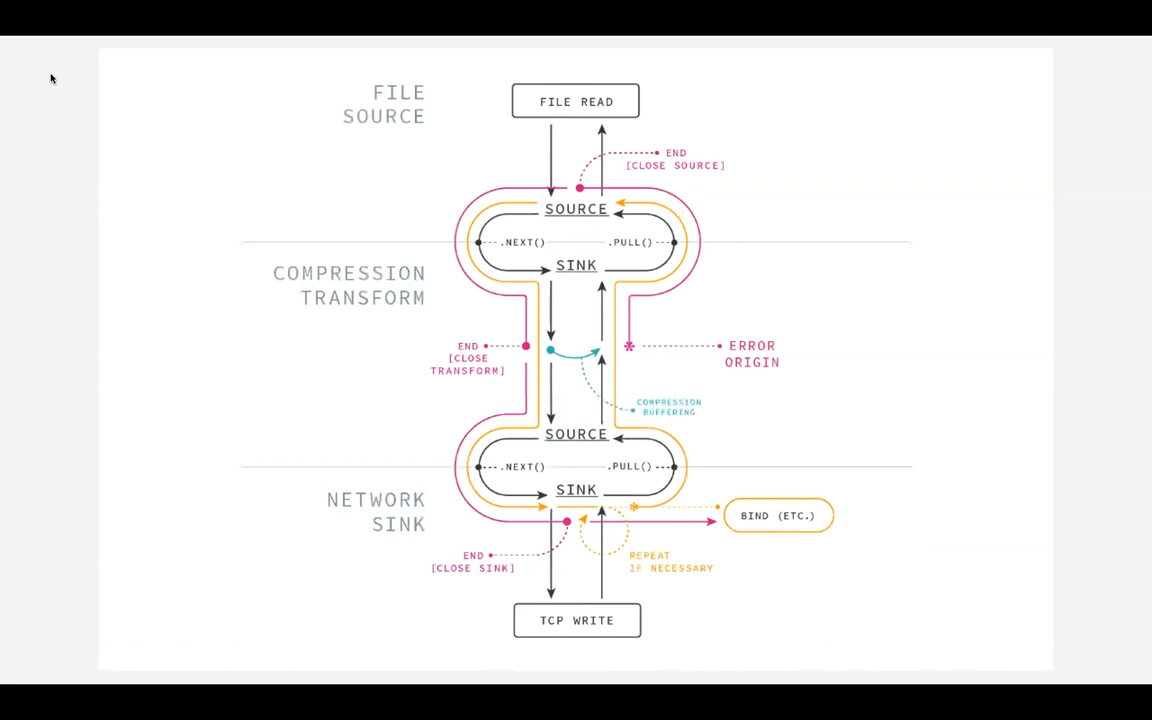 FILE
SOURCE
FILE READ
END
[CLOSE SOURCE]
SOURCE
.NEXT()
.PULL()
SINK
COMPRESSION
TRANSFORM
END
[CLOSE
TRANSFORM]
ERROR
ORIGIN
COMPRESSION
BUFFERING
SOURCE
.NEXT()
.PULL()
SINK
NETWORK
SINK
BIND (ETC.)
END
[CLOSE SINK]
REPEAT
IF NECESSARY
TCP WRITE